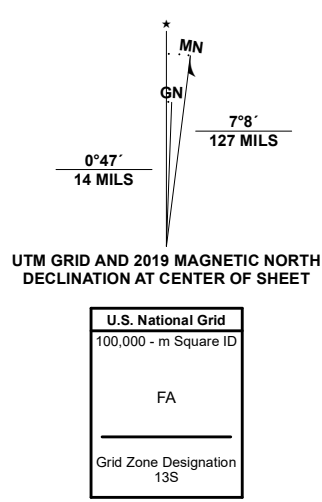 ★
MN
GN
7°8´
127 MILS
0°47´
14 MILS
UTM GRID AND 2019 MAGNETIC NORTH
DECLINATION AT CENTER OF SHEET
U.S. National Grid
100,000 - m Square ID
FA
Grid Zone Designation
13S